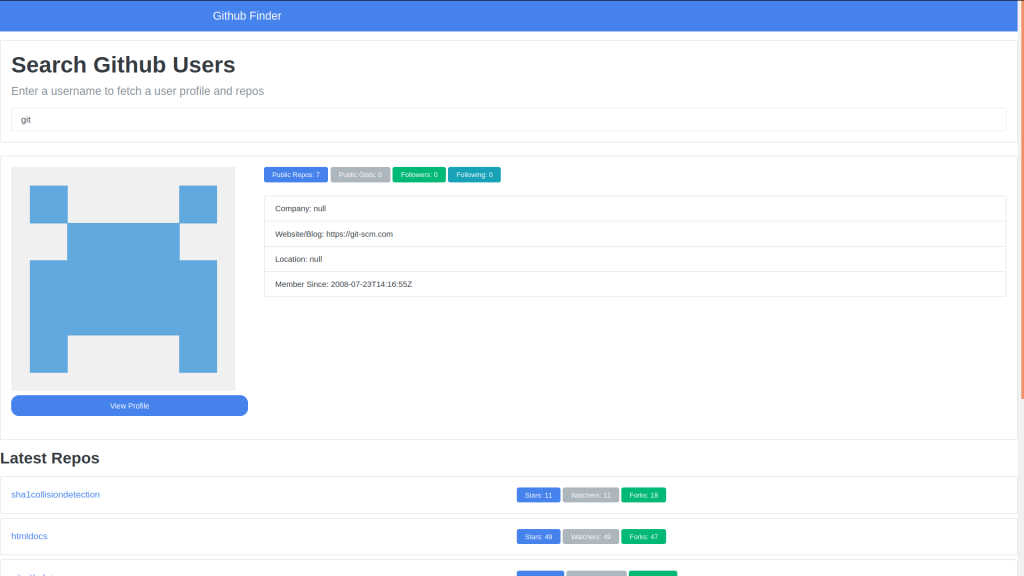 Github Finder
Search Github Users
Enter a username to fetch a user profile and repos
git
Public Repos: 7 Public Gists: 0 Followers: 0 Following: 0
Company: null
Website/Blog: https://git-scm.com
Location: null
Member Since: 2008-07-23T14:16:55Z
View Profile
Latest Repos
sha1collisiondetection Stars: 11 Watchers: 11 Forks: 18
htmldocs Stars: 49 Watchers: 49 Forks: 47